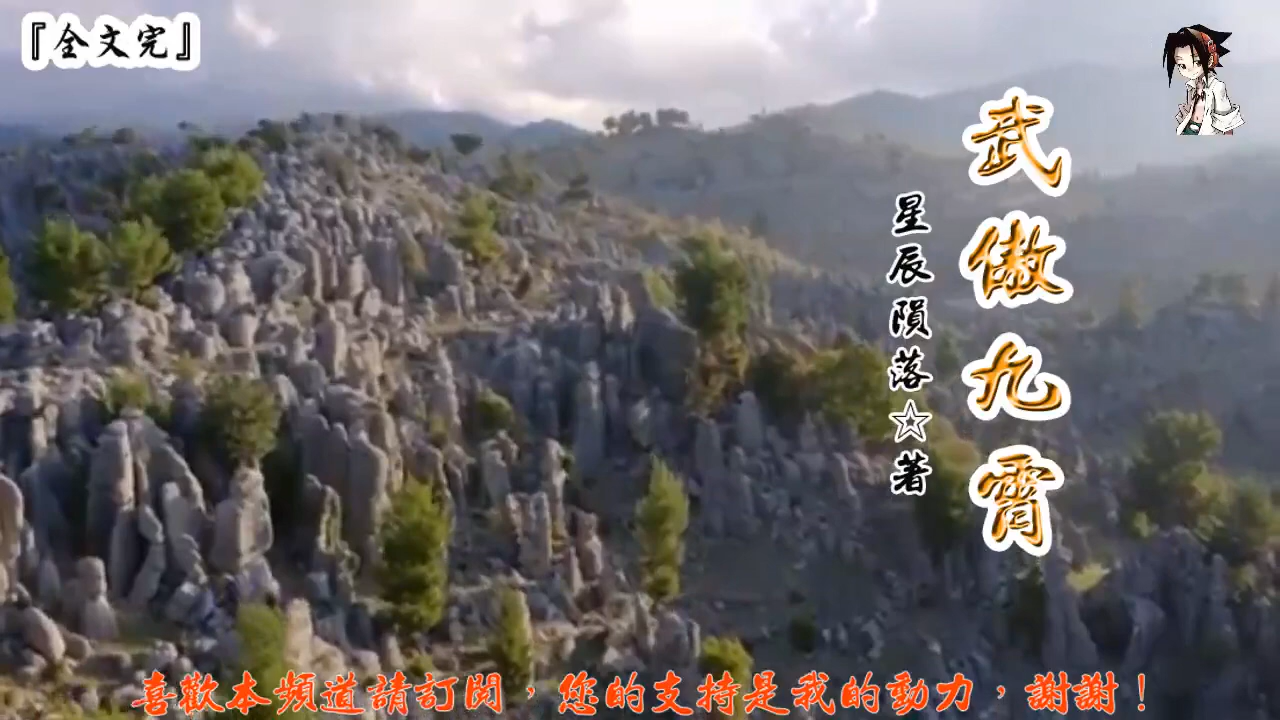 『全文完』
武傲九霄
星辰隕落☆著
喜歡本頻道請訂閱，您的支持是我的動力，謝謝！